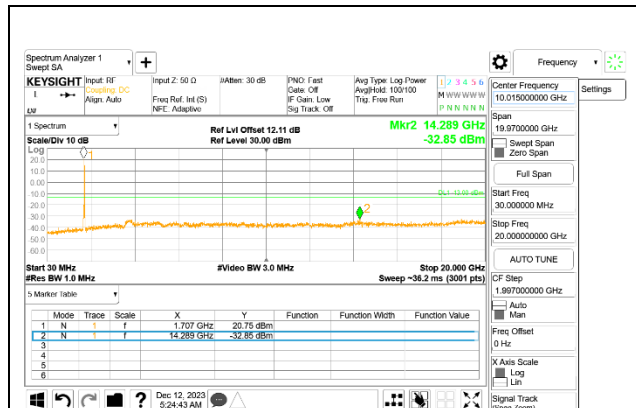 Spectrum Analyzer 1
Swept SA
Frequency
KEYSIGHT
Input: RF
Coupling: DC
Align: Auto
Input Z: 50 Ω
Freq Ref: Int (S)
NFE: Adaptive
#Atten: 30 dB
PNO: Fast
Gate: Off
IF Gain: Low
Sig Track: Off
Avg Type: Log-Power
Avg|Hold: 100/100
Trig: Free Run
1 2 3 4 5 6
M W W W W W
P N N N N N
Center Frequency
10.015000000 GHz
Settings
Span
19.9700000 GHz
Swept Span
Zero Span
Full Span
Start Freq
30.000000 MHz
Stop Freq
20.00000000 GHz
AUTO TUNE
CF Step
1.997000000 GHz
Auto
Man
Freq Offset
0 Hz
X Axis Scale
Log
Lin
Signal Track
(Span Zoom)
1 Spectrum
Scale/Div 10 dB
Ref Lvl Offset 12.11 dB
Ref Level 30.00 dBm
Mkr2 14.289 GHz
-32.85 dBm
Log
20.0
10.0
0.00
10.0
20.0
30.0
40.0
50.0
60.0
2
Start 30 MHz
#Res BW 1.0 MHz
#Video BW 3.0 MHz
Stop 20.000 GHz
Sweep ~36.2 ms (3001 pts)
5 Marker Table
Mode Trace Scale X Y Function Function Width Function Value
1 N 1 f 1.707 GHz 20.75 dBm
2 N 1 f 14.289 GHz -32.85 dBm
3
4
5
6
Dec 12, 2023
5:24:43 AM